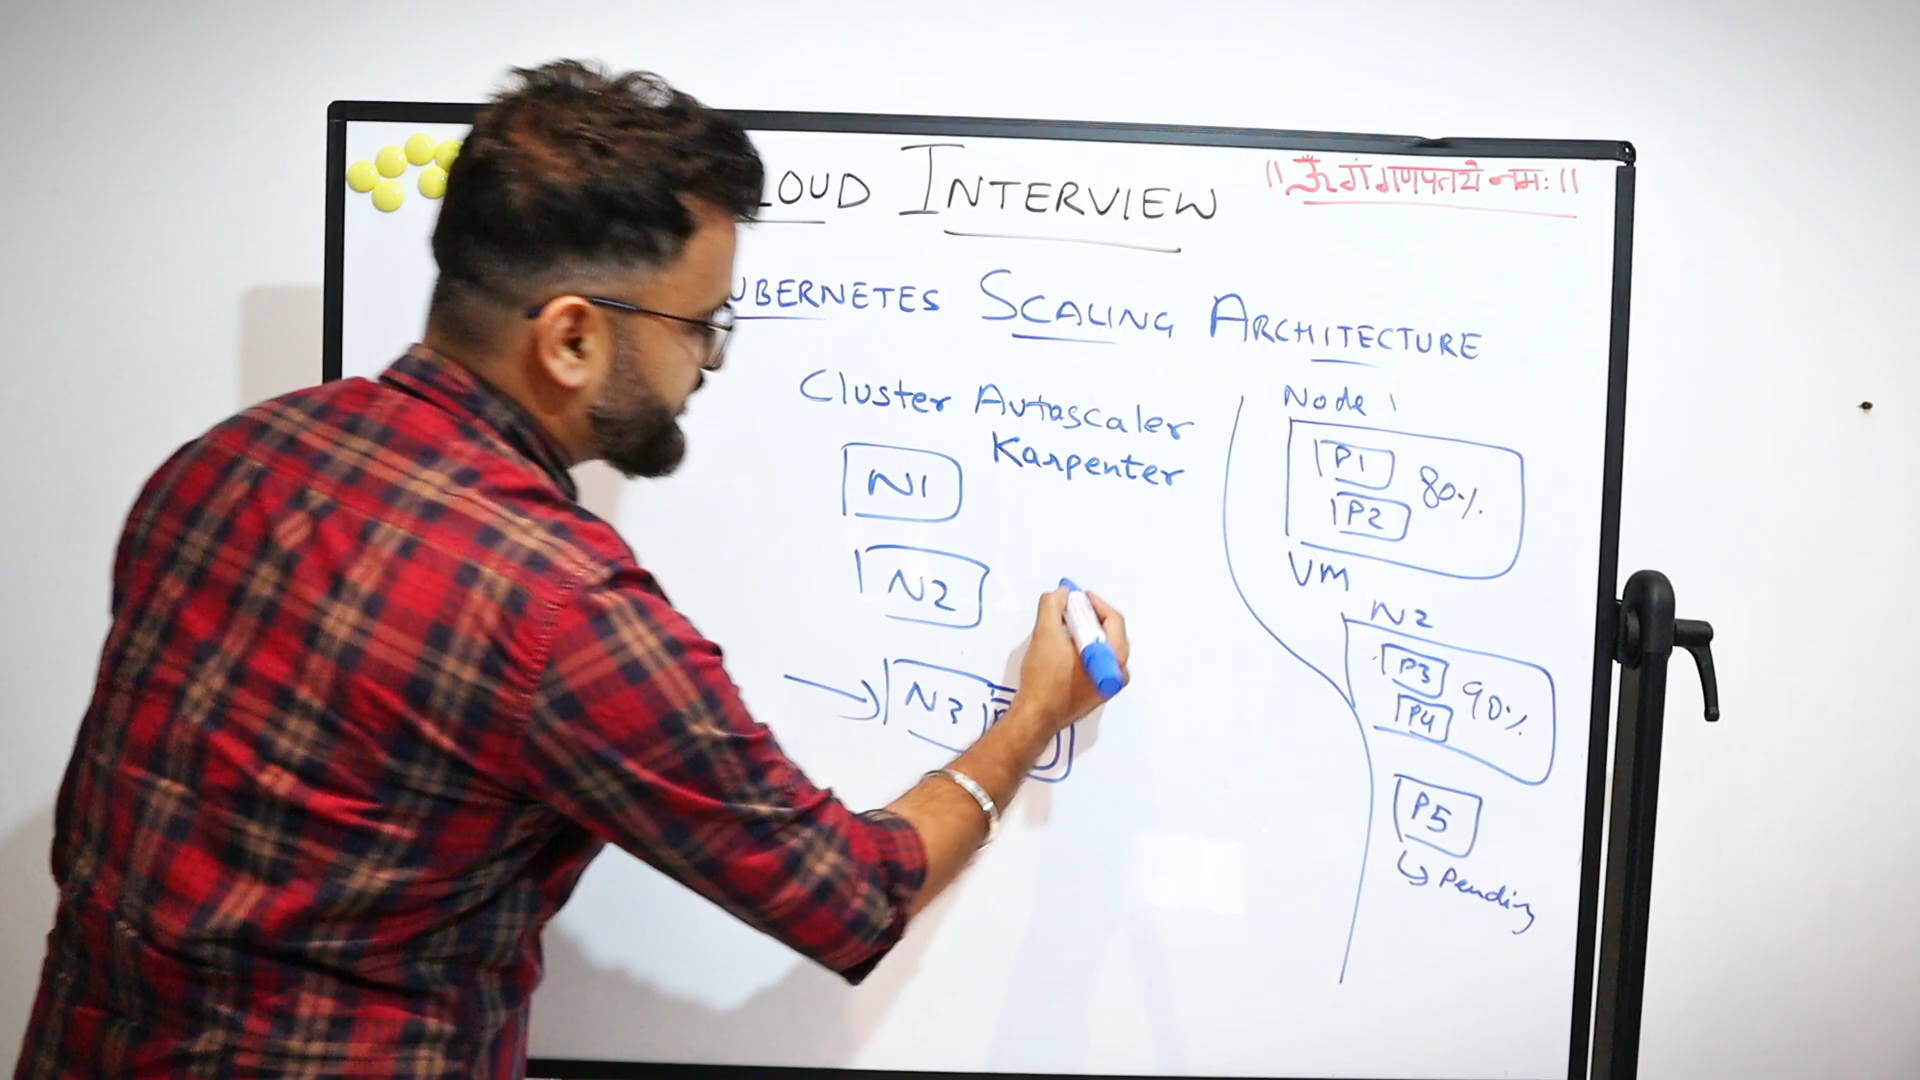 LOUD INTERVIEW
॥ ॐ गं गणपतये नमः ॥
UBERNETES SCALING ARCHITECTURE
Cluster Autoscaler
Karpenter
N1
N2
N3
Node 1
P1
80%
P2
VM
N2
P3
90%
P4
P5
↳ Pending